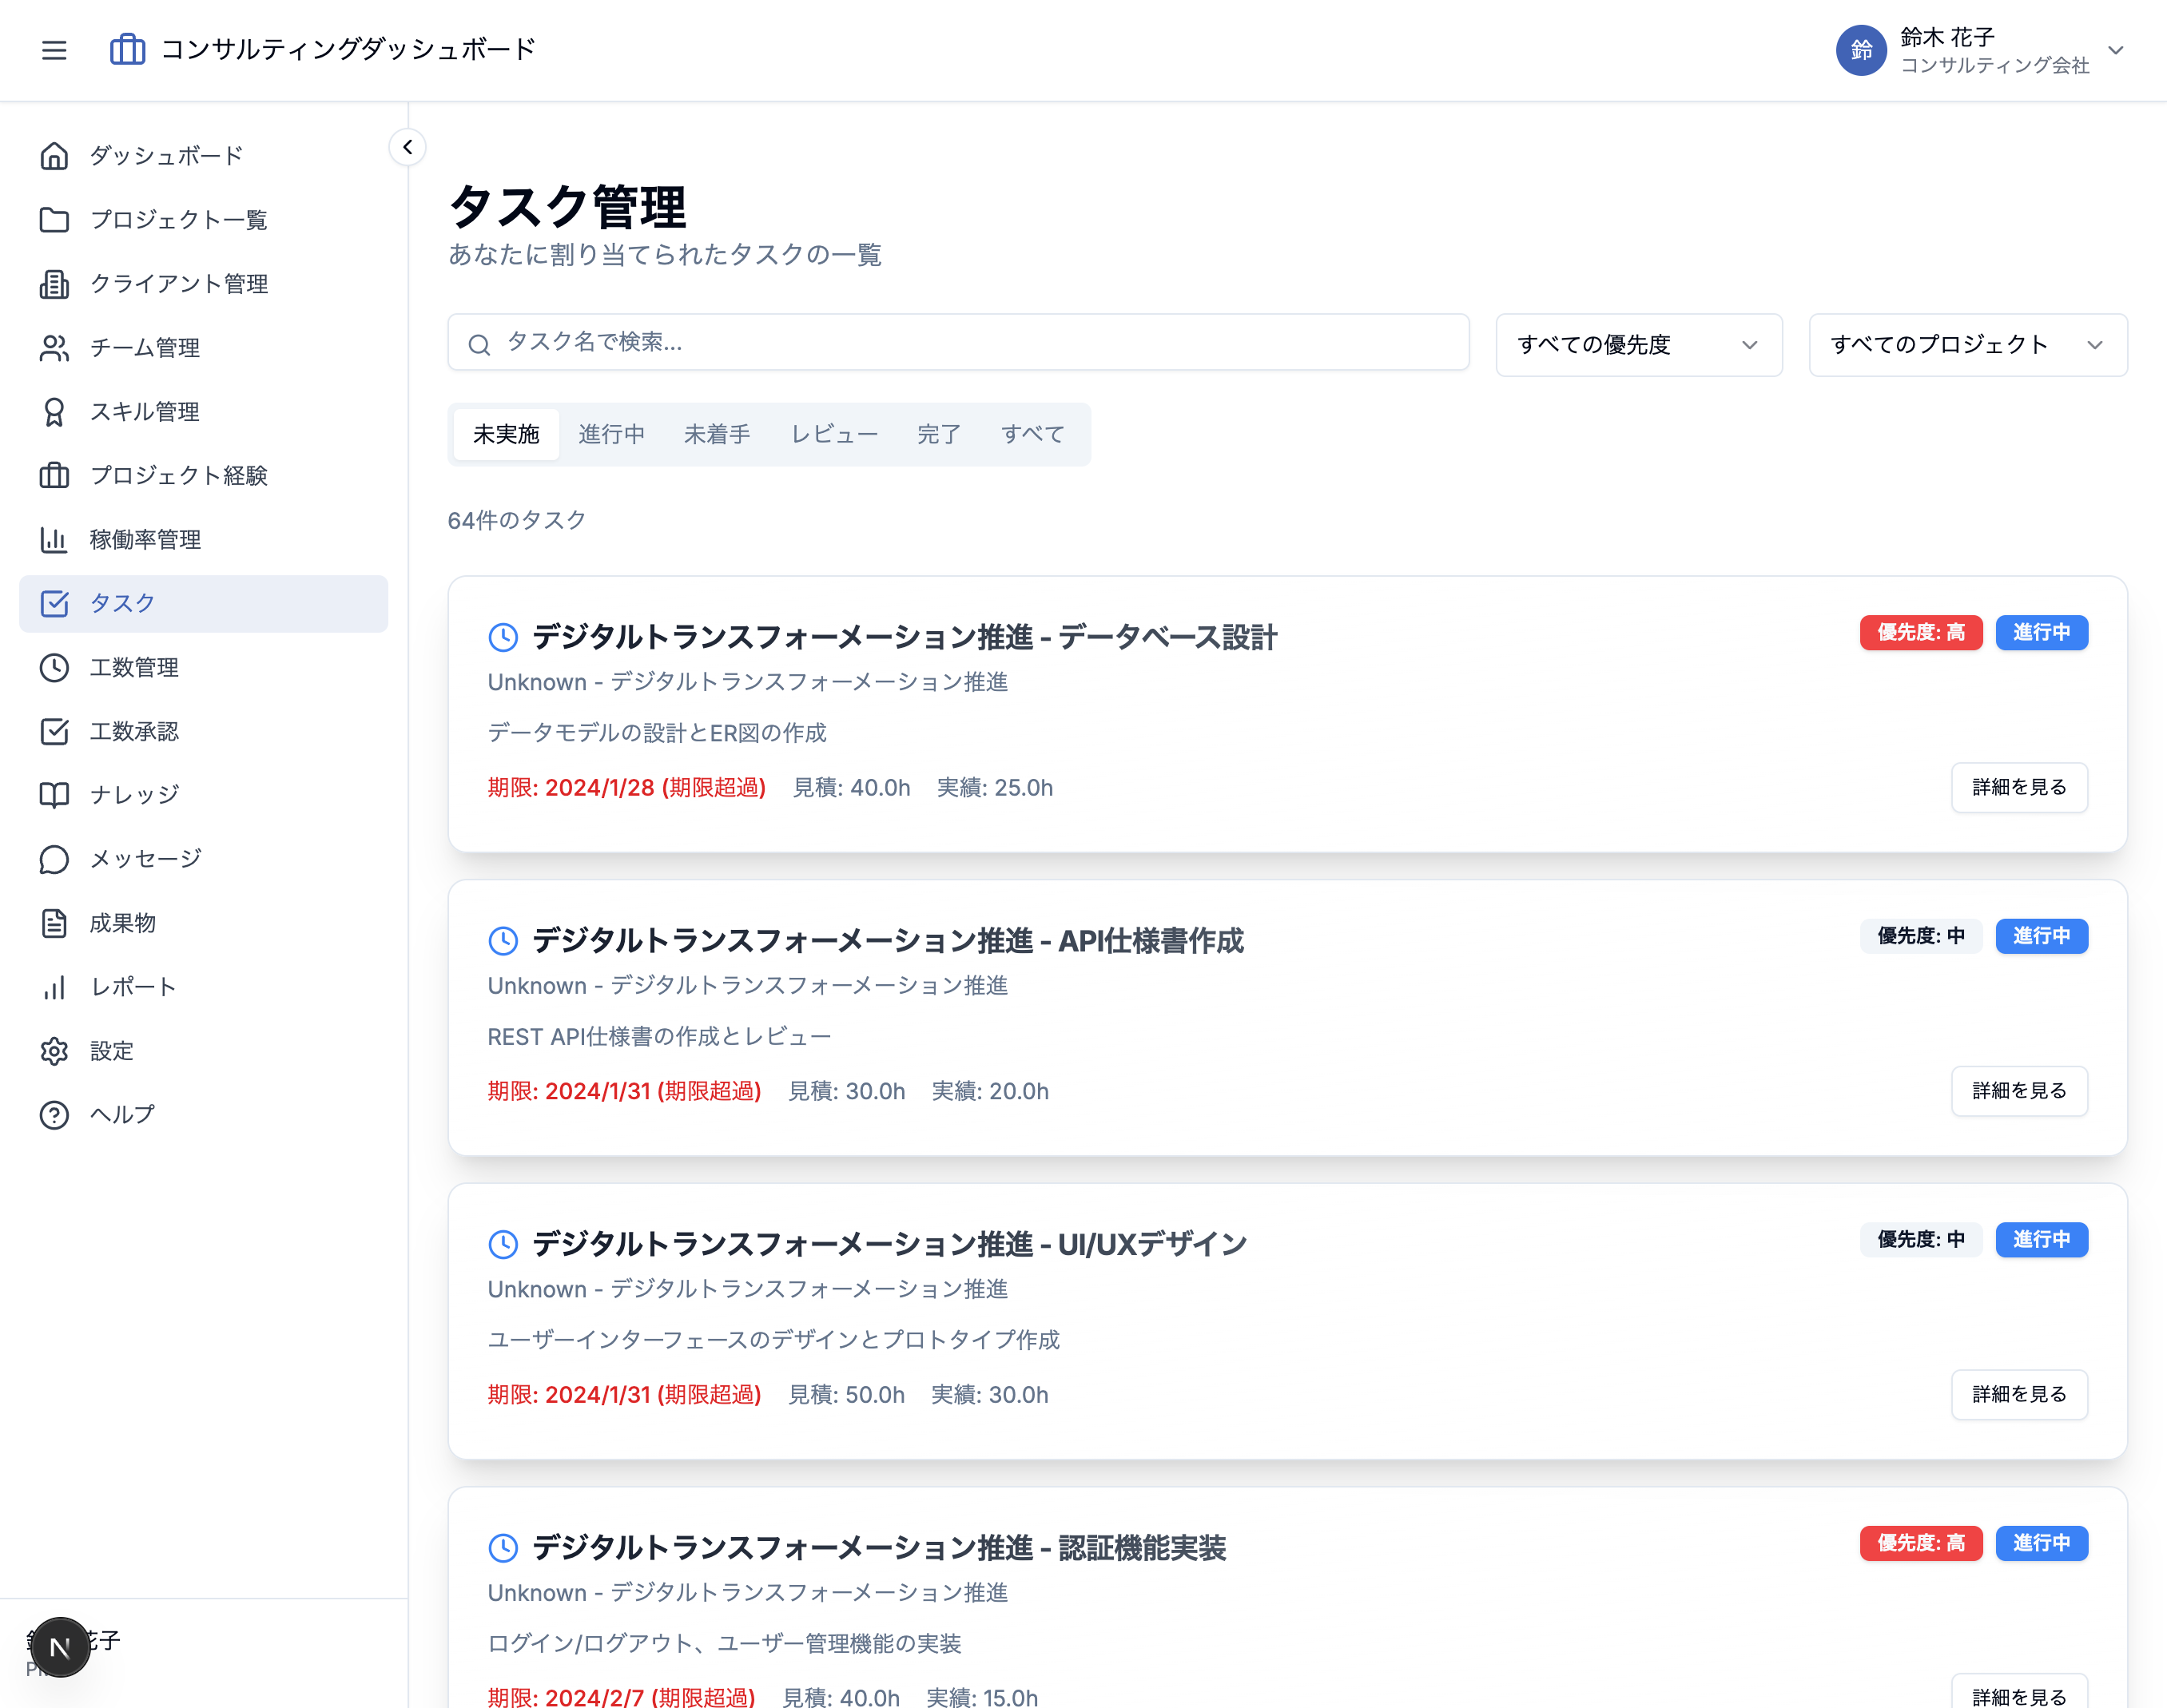 コンサルティングダッシュボード
鈴
鈴木 花子
コンサルティング会社
ダッシュボード
プロジェクト一覧
クライアント管理
チーム管理
スキル管理
プロジェクト経験
稼働率管理
タスク
工数管理
工数承認
ナレッジ
メッセージ
成果物
レポート
設定
ヘルプ
花子
N
タスク管理
あなたに割り当てられたタスクの一覧
タスク名で検索...
すべての優先度
すべてのプロジェクト
未実施 進行中 未着手 レビュー 完了 すべて
64件のタスク
デジタルトランスフォーメーション推進 - データベース設計
優先度: 高 進行中
Unknown - デジタルトランスフォーメーション推進
データモデルの設計とER図の作成
期限: 2024/1/28 (期限超過) 見積: 40.0h 実績: 25.0h
詳細を見る
デジタルトランスフォーメーション推進 - API仕様書作成
優先度: 中 進行中
Unknown - デジタルトランスフォーメーション推進
REST API仕様書の作成とレビュー
期限: 2024/1/31 (期限超過) 見積: 30.0h 実績: 20.0h
詳細を見る
デジタルトランスフォーメーション推進 - UI/UXデザイン
優先度: 中 進行中
Unknown - デジタルトランスフォーメーション推進
ユーザーインターフェースのデザインとプロトタイプ作成
期限: 2024/1/31 (期限超過) 見積: 50.0h 実績: 30.0h
詳細を見る
デジタルトランスフォーメーション推進 - 認証機能実装
優先度: 高 進行中
Unknown - デジタルトランスフォーメーション推進
ログイン/ログアウト、ユーザー管理機能の実装
期限: 2024/2/7 (期限超過) 見積: 40.0h 実績: 15.0h
詳細を見る